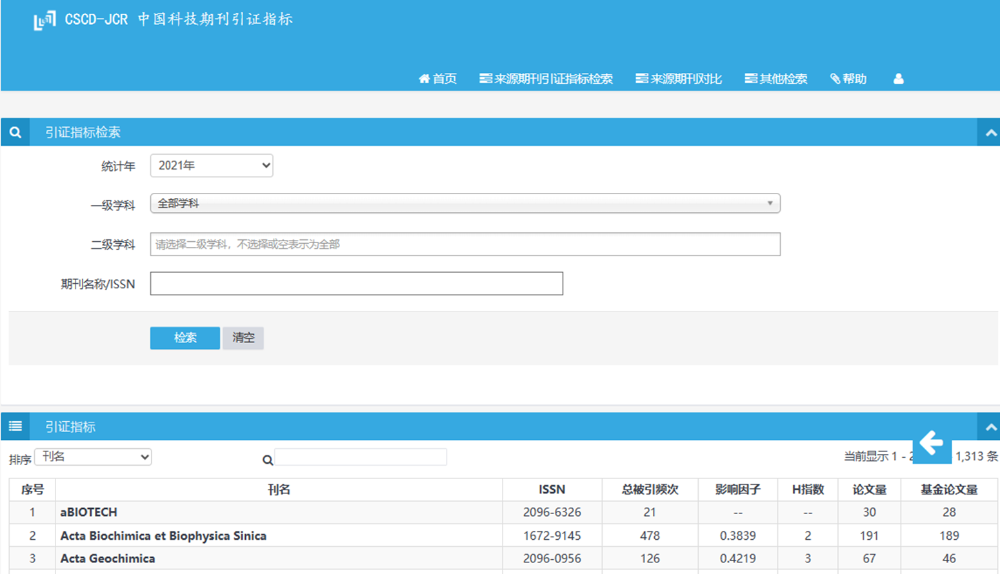 CSCD-JCR 中国科技期刊引证指标
首页 来源期刊引证指标检索 来源期刊对比 其他检索 帮助
引证指标检索
统计年 2021年
一级学科 全部学科
二级学科 请选择二级学科，不选择或空表示为全部
期刊名称/ISSN
检索 清空
引证指标
排序 刊名 当前显示 1 - 2 1,313 条
序号 刊名 ISSN 总被引频次 影响因子 H指数 论文量 基金论文量
1 aBIOTECH 2096-6326 21 -- -- 30 28
2 Acta Biochimica et Biophysica Sinica 1672-9145 478 0.3839 2 191 189
3 Acta Geochimica 2096-0956 126 0.4219 3 67 46